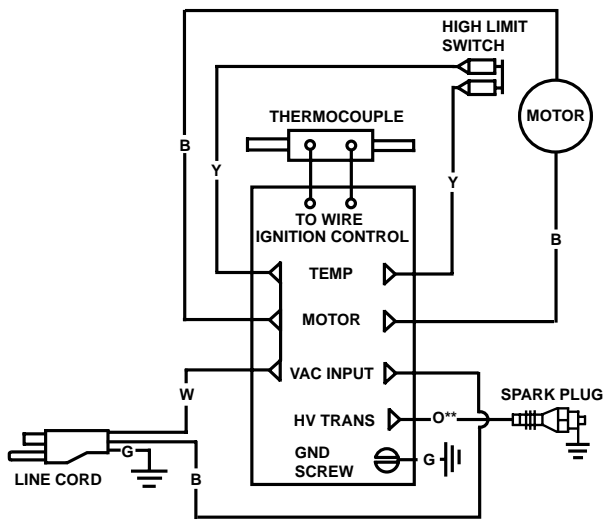 HIGH LIMIT
SWITCH
THERMOCOUPLE
MOTOR
B
Y
Y
TO WIRE
IGNITION CONTROL
B
TEMP
MOTOR
VAC INPUT
W
SPARK PLUG
HV TRANS
O**
G
GND
SCREW
G
LINE CORD
B